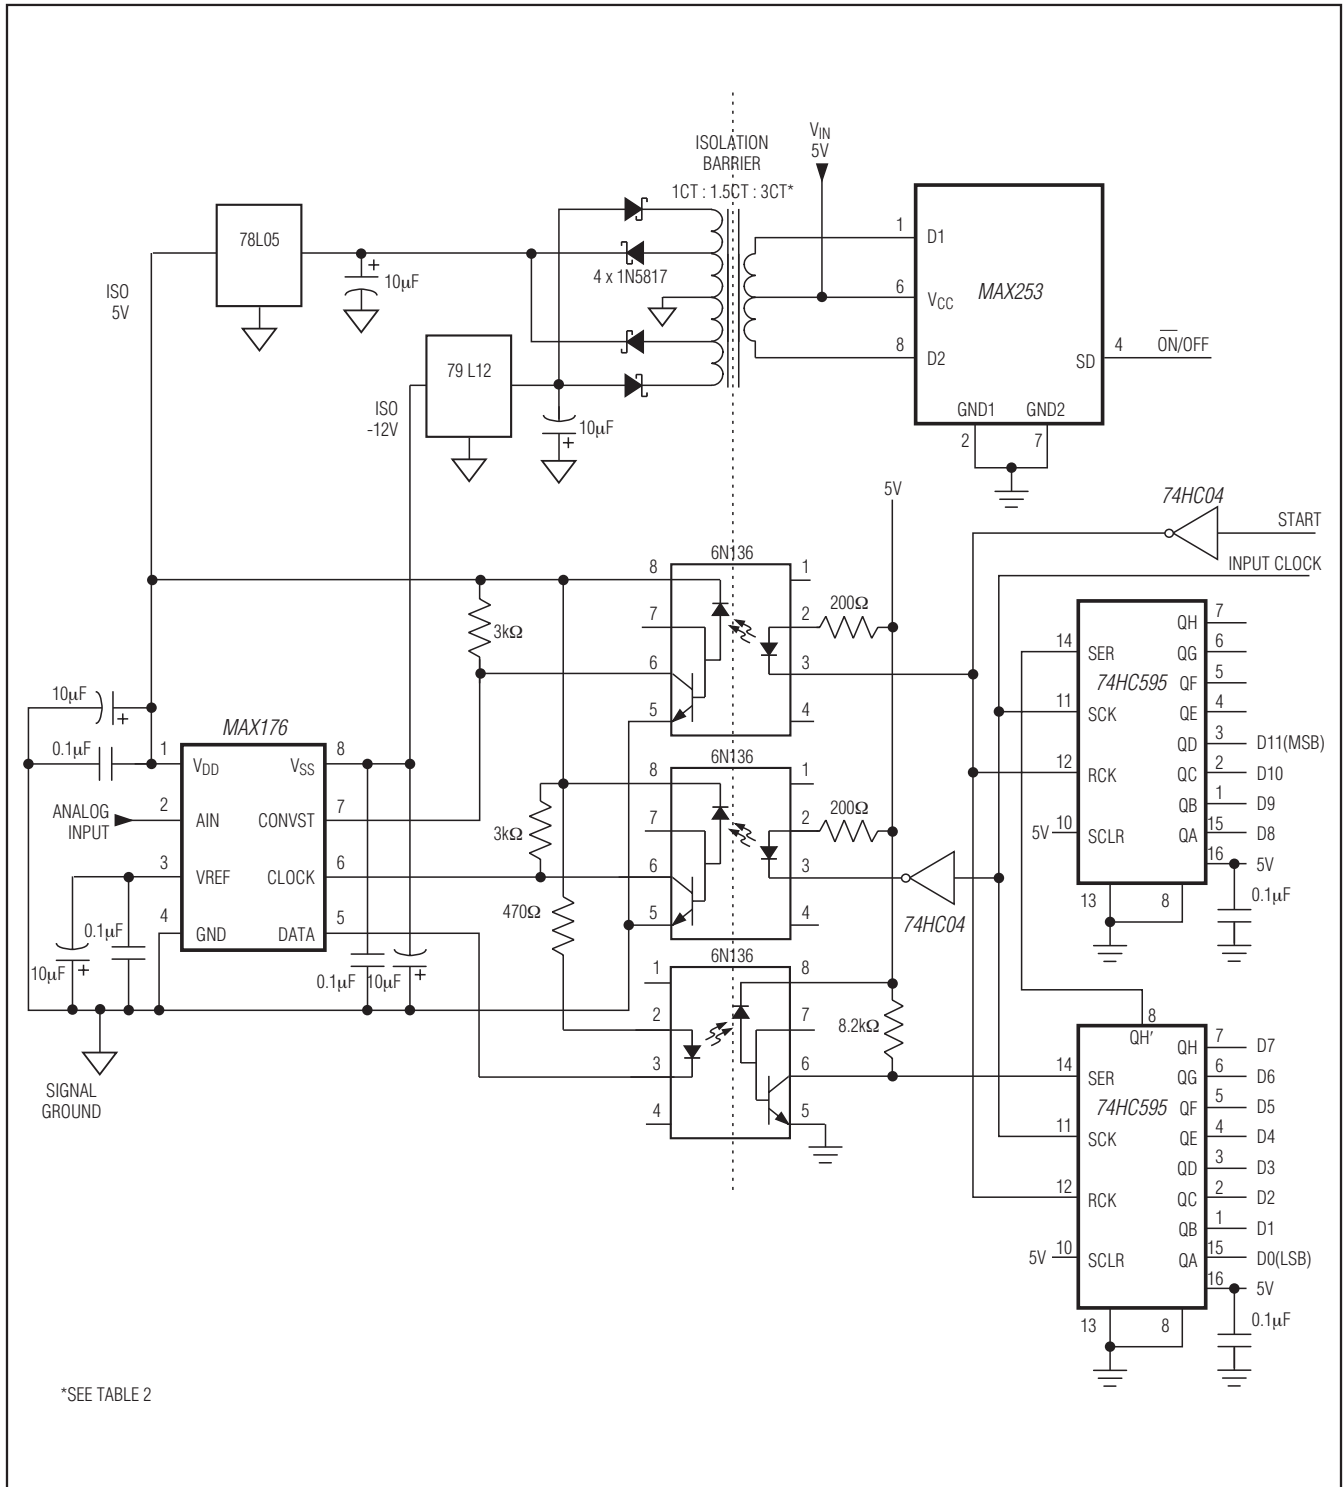 ISOLATION
BARRIER
1CT : 1.5CT : 3CT*
VIN
5V
78L05
10μF
4 x 1N5817
ISO
5V
79 L12
ISO
-12V
10μF
1
D1
6
VCC
MAX253
8
D2
SD
4
ON/OFF
GND1
GND2
2
7
5V
74HC04
START
INPUT CLOCK
6N136
8
7
6
5
1
2
3
4
200Ω
3kΩ
10μF
0.1μF
MAX176
1
VDD
VSS
8
ANALOG
INPUT
2
AIN
CONVST
7
3
VREF
CLOCK
6
4
GND
DATA
5
0.1μF
10μF
0.1μF
10μF
SIGNAL
GROUND
3kΩ
470Ω
6N136
8
7
6
5
1
2
3
4
200Ω
74HC04
6N136
1
2
3
4
8
7
6
5
8.2kΩ
74HC595
14
SER
11
SCK
12
RCK
5V
10
SCLR
QH
7
QG
6
QF
5
QE
4
QD
3
D11(MSB)
QC
2
D10
QB
1
D9
QA
15
D8
16
5V
0.1μF
13
8
8
QH′
74HC595
14
SER
11
SCK
12
RCK
5V
10
SCLR
QH
7
D7
QG
6
D6
QF
5
D5
QE
4
D4
QD
3
D3
QC
2
D2
QB
1
D1
QA
15
D0(LSB)
16
5V
0.1μF
13
8
*SEE TABLE 2